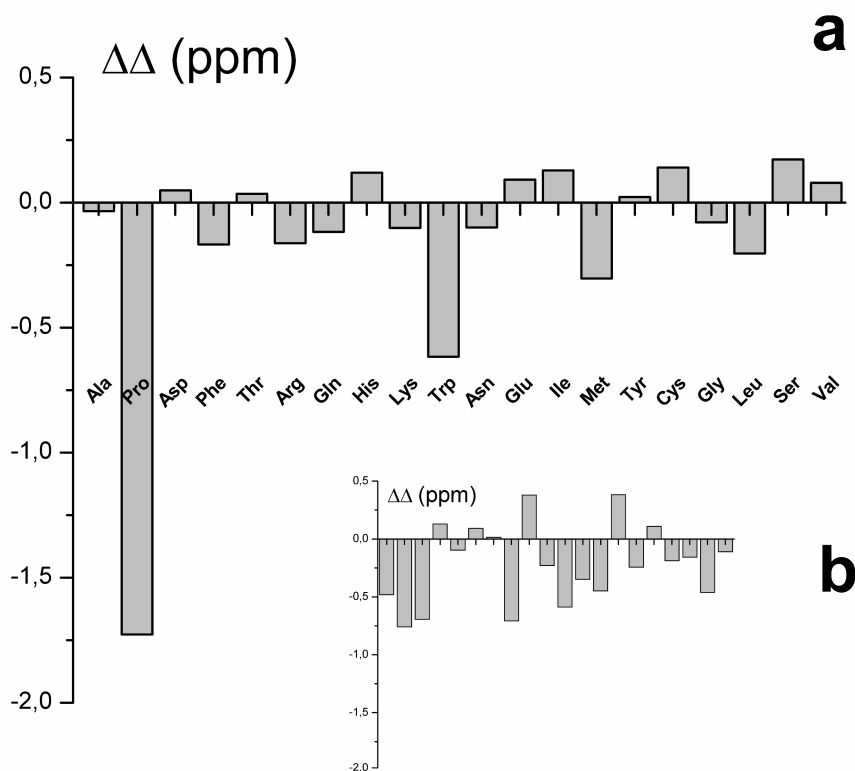 a
ΔΔ (ppm)
0,5
0,0
-0,5
-1,0
-1,5
-2,0
Ala Pro Asp Phe Thr Arg Gln His Lys Trp Asn Glu Ile Met Tyr Cys Gly Leu Ser Val
b
ΔΔ (ppm)
0,5
0,0
-0,5
-1,0
-1,5
-2,0